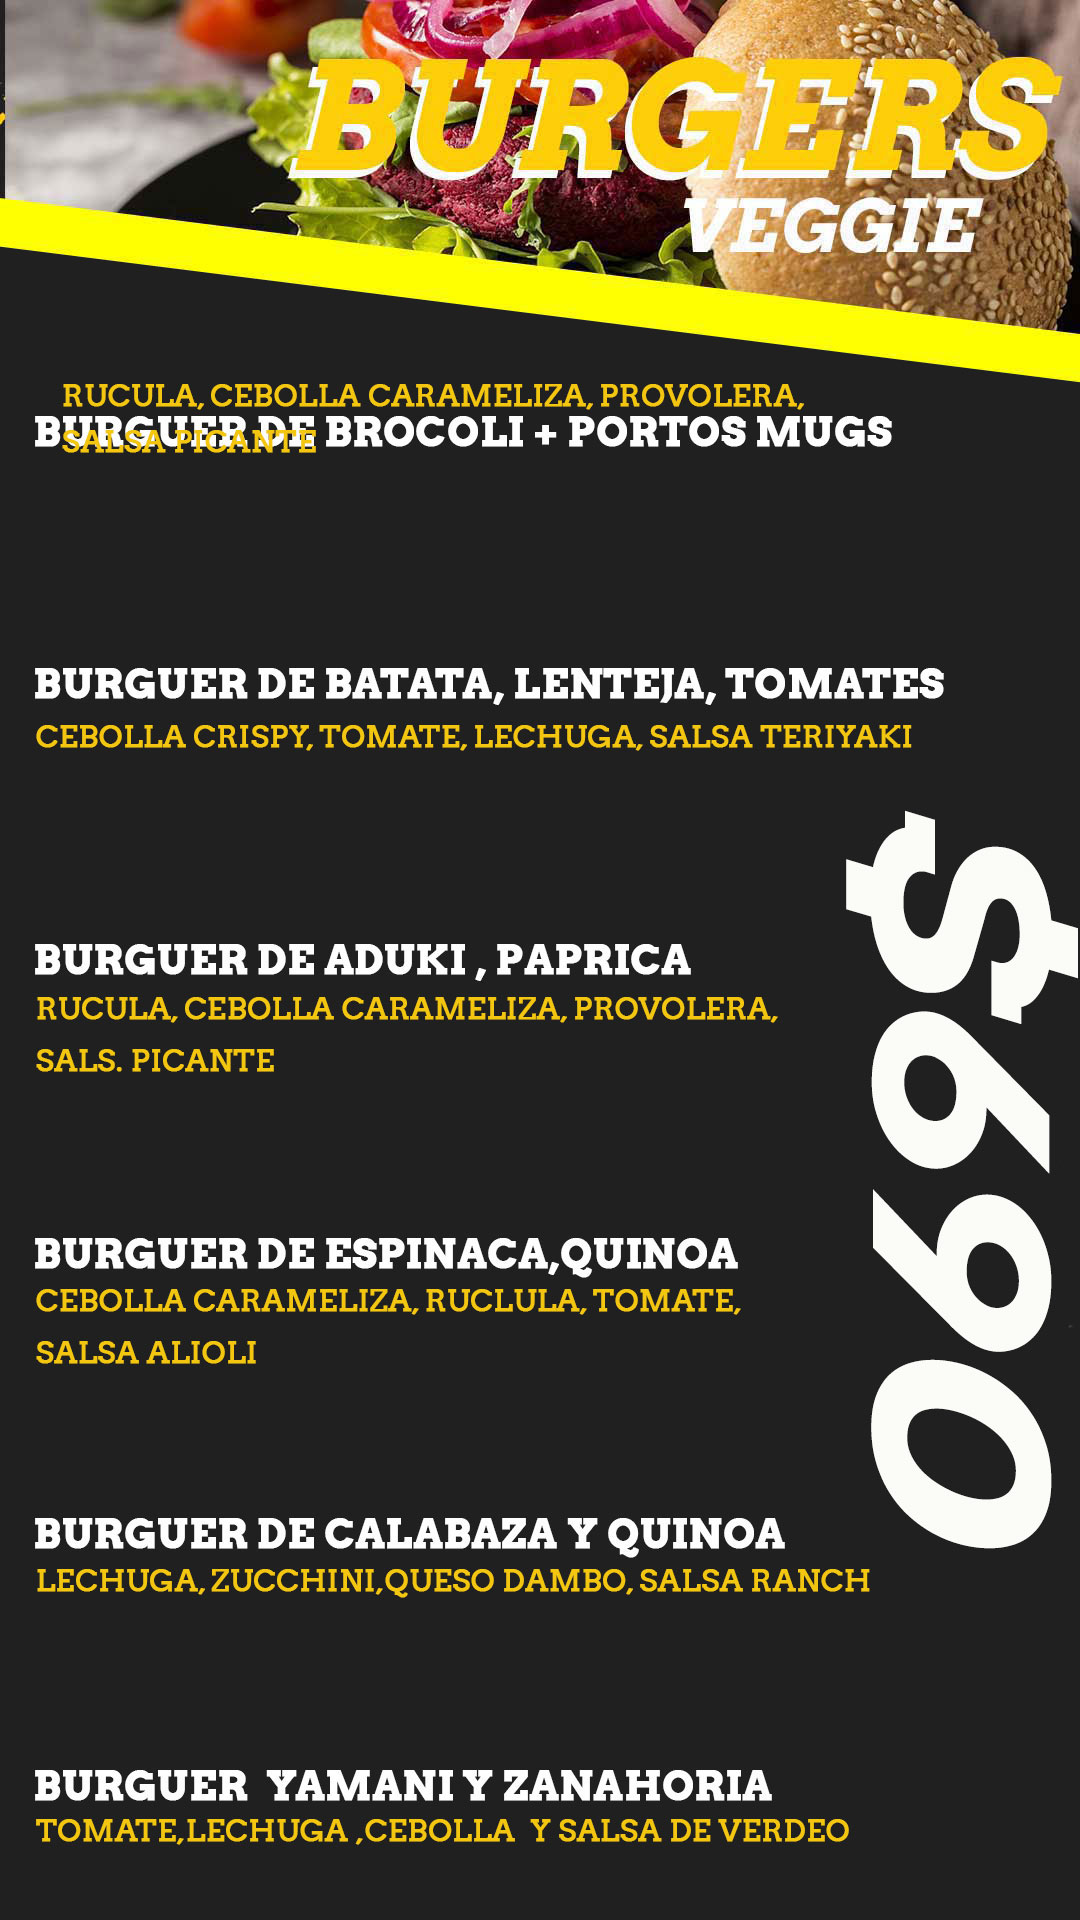 BURGERS
VEGGIE
RUCULA, CEBOLLA CARAMELIZA, PROVOLERA,
BURGUER DE BROCOLI + PORTOS MUGS
SALSA PICANTE
BURGUER DE BATATA, LENTEJA, TOMATES
CEBOLLA CRISPY, TOMATE, LECHUGA, SALSA TERIYAKI
BURGUER DE ADUKI , PAPRICA
RUCULA, CEBOLLA CARAMELIZA, PROVOLERA,
SALS. PICANTE
BURGUER DE ESPINACA,QUINOA
CEBOLLA CARAMELIZA, RUCLULA, TOMATE,
SALSA ALIOLI
BURGUER DE CALABAZA Y QUINOA
LECHUGA, ZUCCHINI,QUESO DAMBO, SALSA RANCH
BURGUER YAMANI Y ZANAHORIA
TOMATE,LECHUGA ,CEBOLLA Y SALSA DE VERDEO
$690